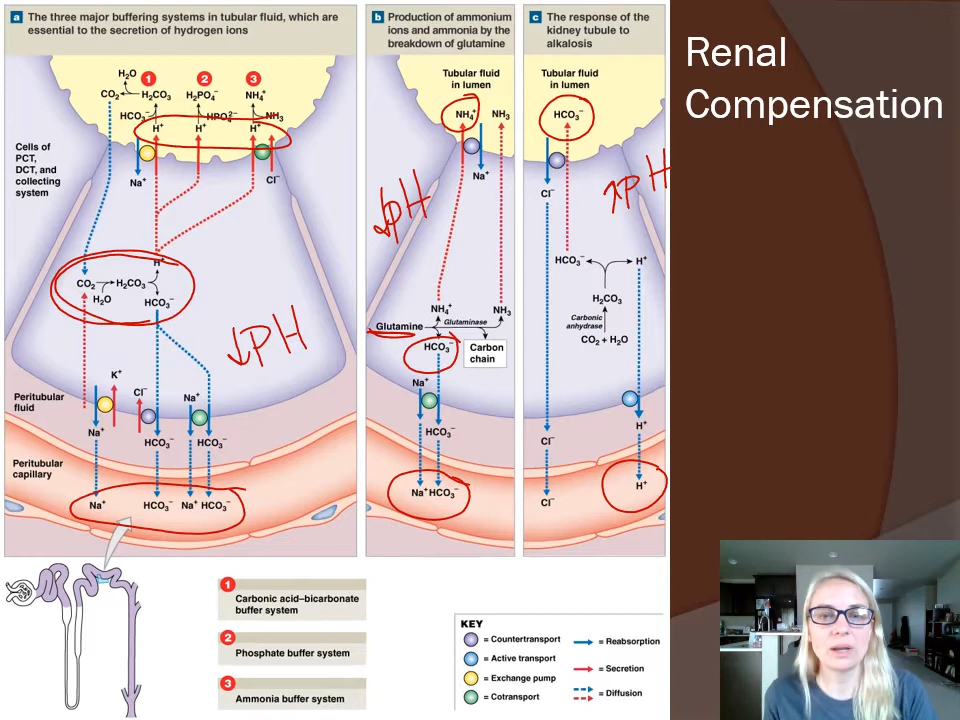 a The three major buffering systems in tubular fluid, which are
essential to the secretion of hydrogen ions
H₂O
1
2
3
CO₂
H₂CO₃
H₂PO₄⁻
NH₄⁺
HCO₃⁻
HPO₄²⁻
NH₃
H⁺
H⁺
H⁺
Cells of
PCT,
DCT, and
collecting
system
Na⁺
Cl⁻
H⁺
CO₂
H₂CO₃
H₂O
HCO₃⁻
↓PH
K⁺
Cl⁻
Na⁺
Peritubular
fluid
Na⁺
HCO₃⁻
HCO₃⁻
Peritubular
capillary
Na⁺
HCO₃⁻
Na⁺ HCO₃⁻
b Production of ammonium
ions and ammonia by the
breakdown of glutamine
Tubular fluid
in lumen
NH₄⁺
NH₃
Na⁺
↓pH
NH₄⁺
NH₃
Glutamine
Glutaminase
HCO₃⁻
Carbon
chain
Na⁺
HCO₃⁻
Na⁺ HCO₃⁻
c The response of the
kidney tubule to
alkalosis
Tubular fluid
in lumen
HCO₃⁻
Cl⁻
↑pH
HCO₃⁻
H⁺
H₂CO₃
Carbonic
anhydrase
CO₂ + H₂O
H⁺
Cl⁻
H⁺
Cl⁻
Renal
Compensation
1
Carbonic acid–bicarbonate
buffer system
2
Phosphate buffer system
3
Ammonia buffer system
KEY
= Countertransport
= Reabsorption
= Active transport
= Secretion
= Exchange pump
= Diffusion
= Cotransport